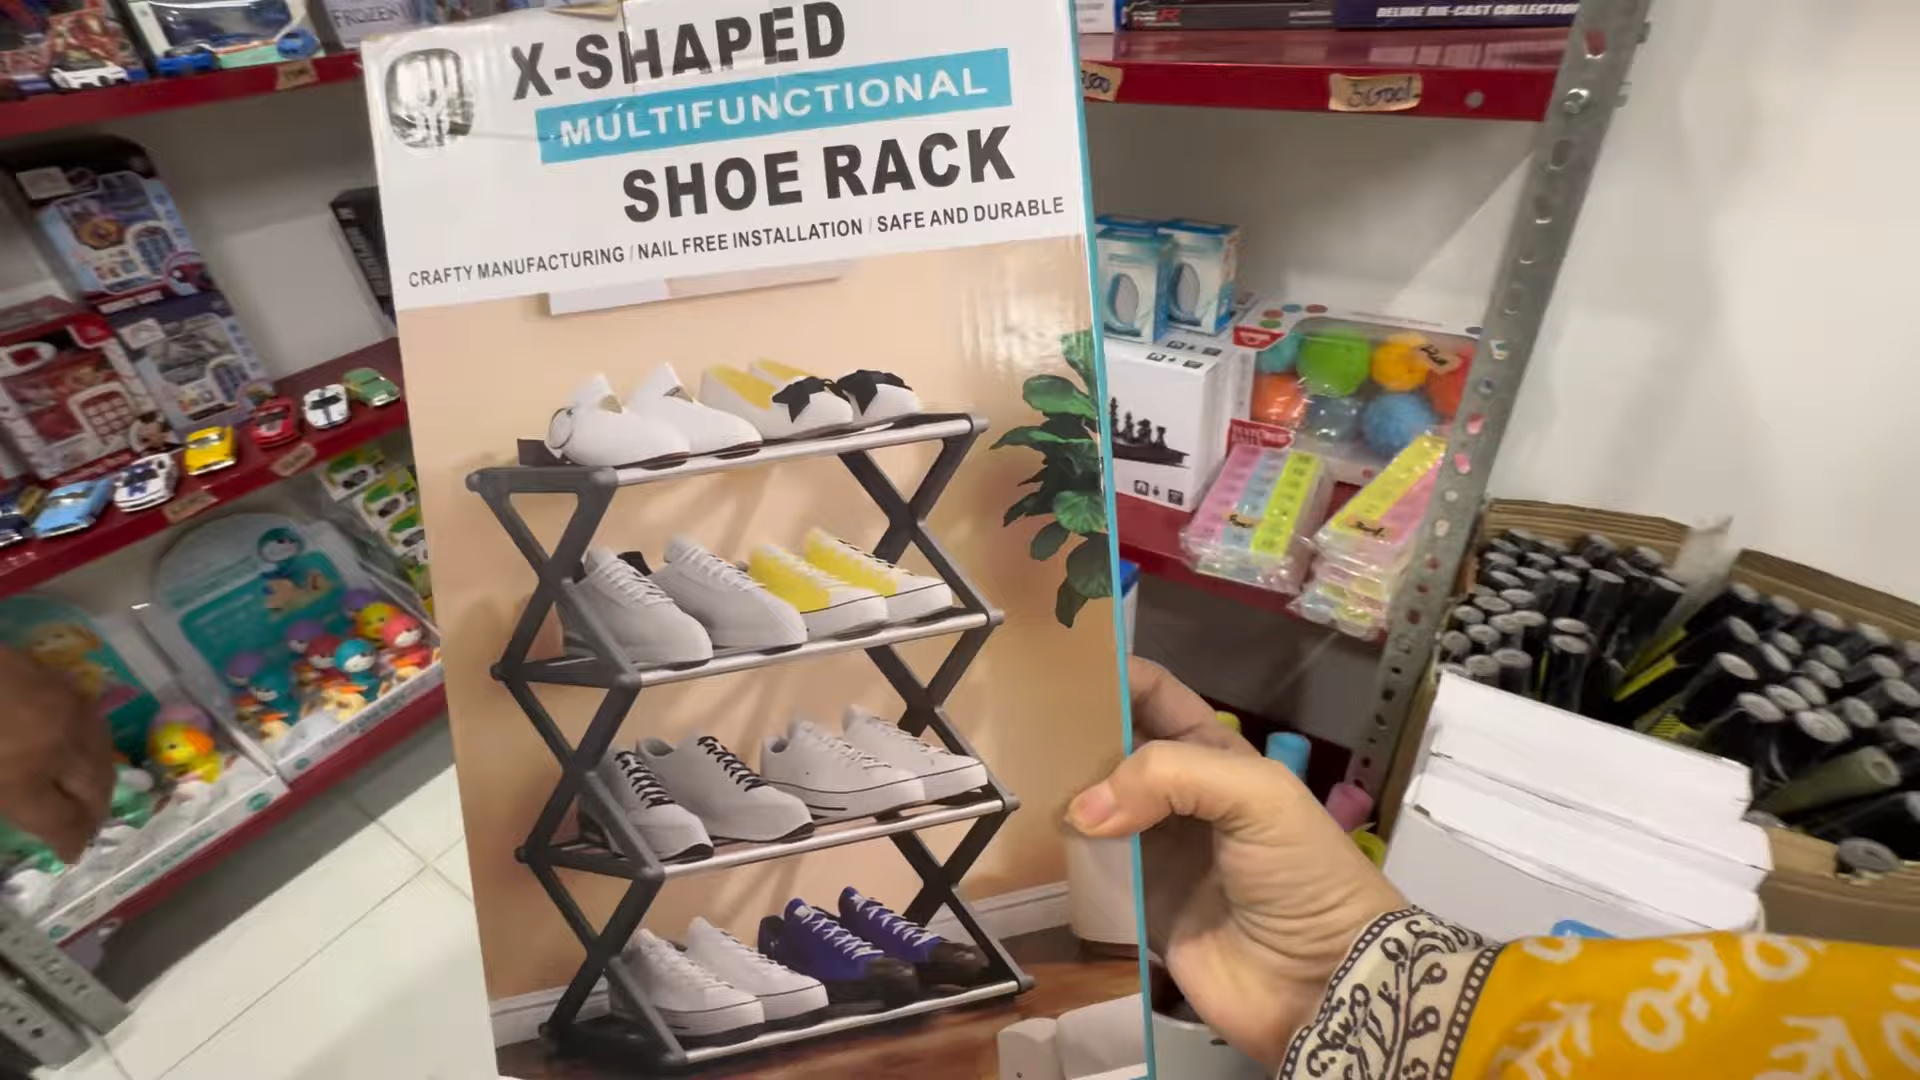 X-SHAPED
MULTIFUNCTIONAL
SHOE RACK
CRAFTY MANUFACTURING / NAIL FREE INSTALLATION / SAFE AND DURABLE
FROZEN
DELUXE DIE-CAST COLLECTION